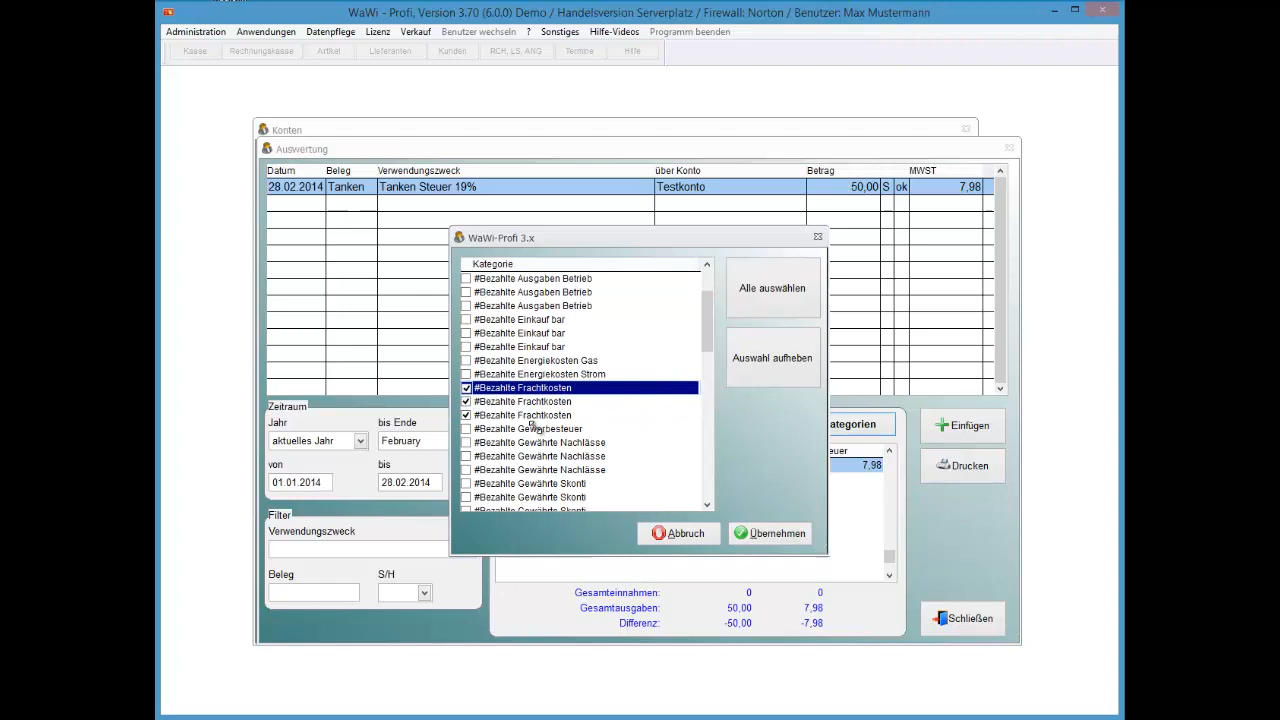 WaWi - Profi, Version 3.70 (6.0.0) Demo / Handelsversion Serverplatz / Firewall: Norton / Benutzer: Max Mustermann
Administration Anwendungen Datenpflege Lizenz Verkauf Benutzer wechseln ? Sonstiges Hilfe-Videos Programm beenden
Kasse Rechnungskasse Artikel Lieferanten Kunden RCH, LS, ANG Termine Hilfe
Konten
Auswertung
Datum Beleg Verwendungszweck über Konto Betrag MWST
28.02.2014 Tanken Tanken Steuer 19% Testkonto 50,00 S ok 7,98
WaWi-Profi 3.x
Kategorie
#Bezahlte Ausgaben Betrieb
#Bezahlte Ausgaben Betrieb
#Bezahlte Ausgaben Betrieb
#Bezahlte Einkauf bar
#Bezahlte Einkauf bar
#Bezahlte Einkauf bar
#Bezahlte Energiekosten Gas
#Bezahlte Energiekosten Strom
#Bezahlte Frachtkosten
#Bezahlte Frachtkosten
#Bezahlte Frachtkosten
#Bezahlte Gewerbesteuer
#Bezahlte Gewährte Nachlässe
#Bezahlte Gewährte Nachlässe
#Bezahlte Gewährte Nachlässe
#Bezahlte Gewährte Skonti
#Bezahlte Gewährte Skonti
#Bezahlte Gewährte Skonti
Alle auswählen
Auswahl aufheben
Abbruch Übernehmen
Zeitraum
Jahr bis Ende
aktuelles Jahr February
von bis
01.01.2014 28.02.2014
Filter
Verwendungszweck
Beleg S/H
ategorien
euer
7,98
Einfügen
Drucken
Gesamteinnahmen: 0 0
Gesamtausgaben: 50,00 7,98
Differenz: -50,00 -7,98
Schließen